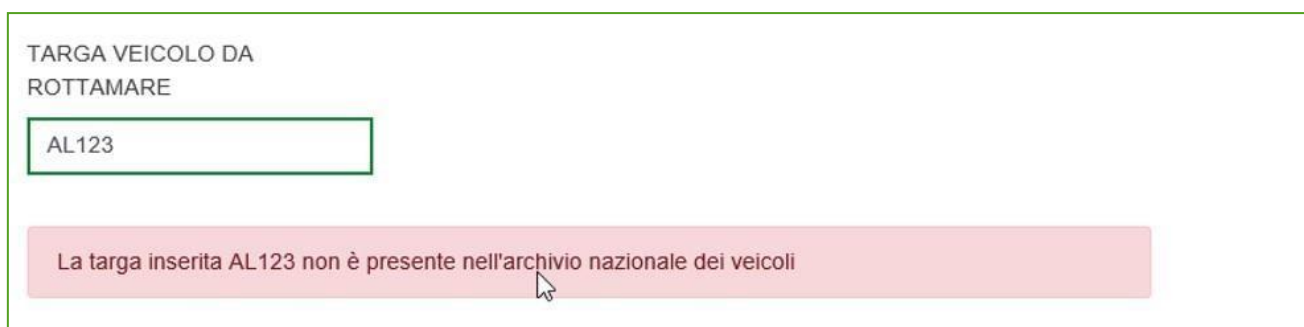 TARGA VEICOLO DA
ROTTAMARE
AL123
La targa inserita AL123 non è presente nell'archivio nazionale dei veicoli